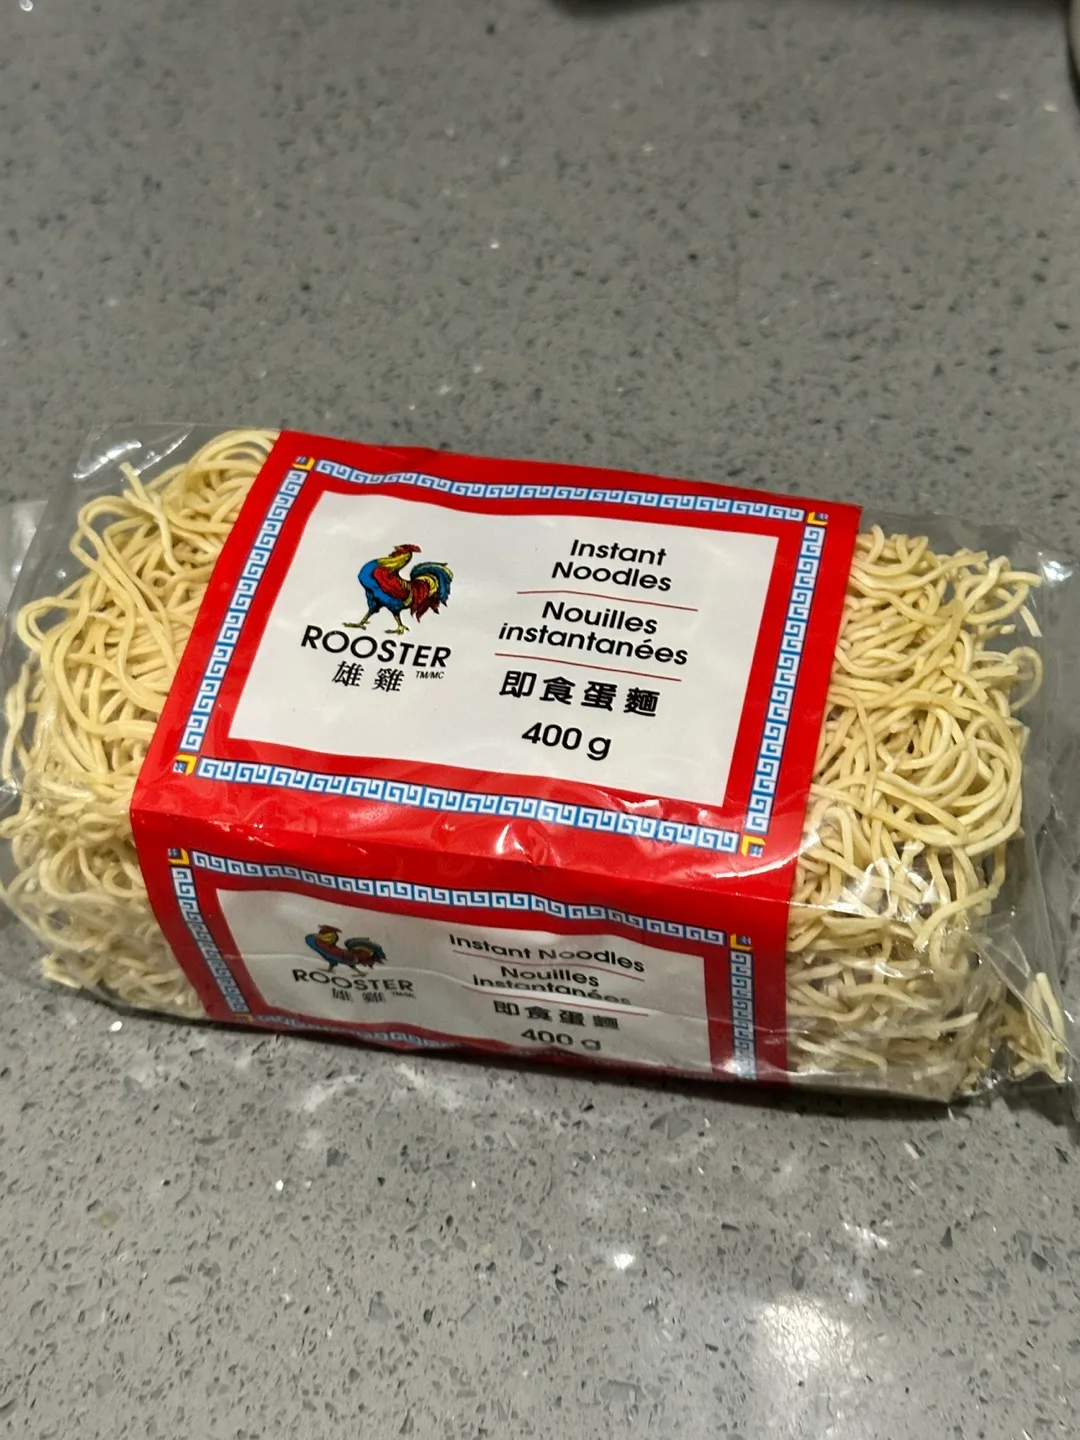 ROOSTER
雄雞 TM/MC
Instant
Noodles
Nouilles
instantanées
即食蛋麵
400 g
ROOSTER
雄雞 TM/MC
Instant Noodles
Nouilles
instantanées
即食蛋麵
400 g